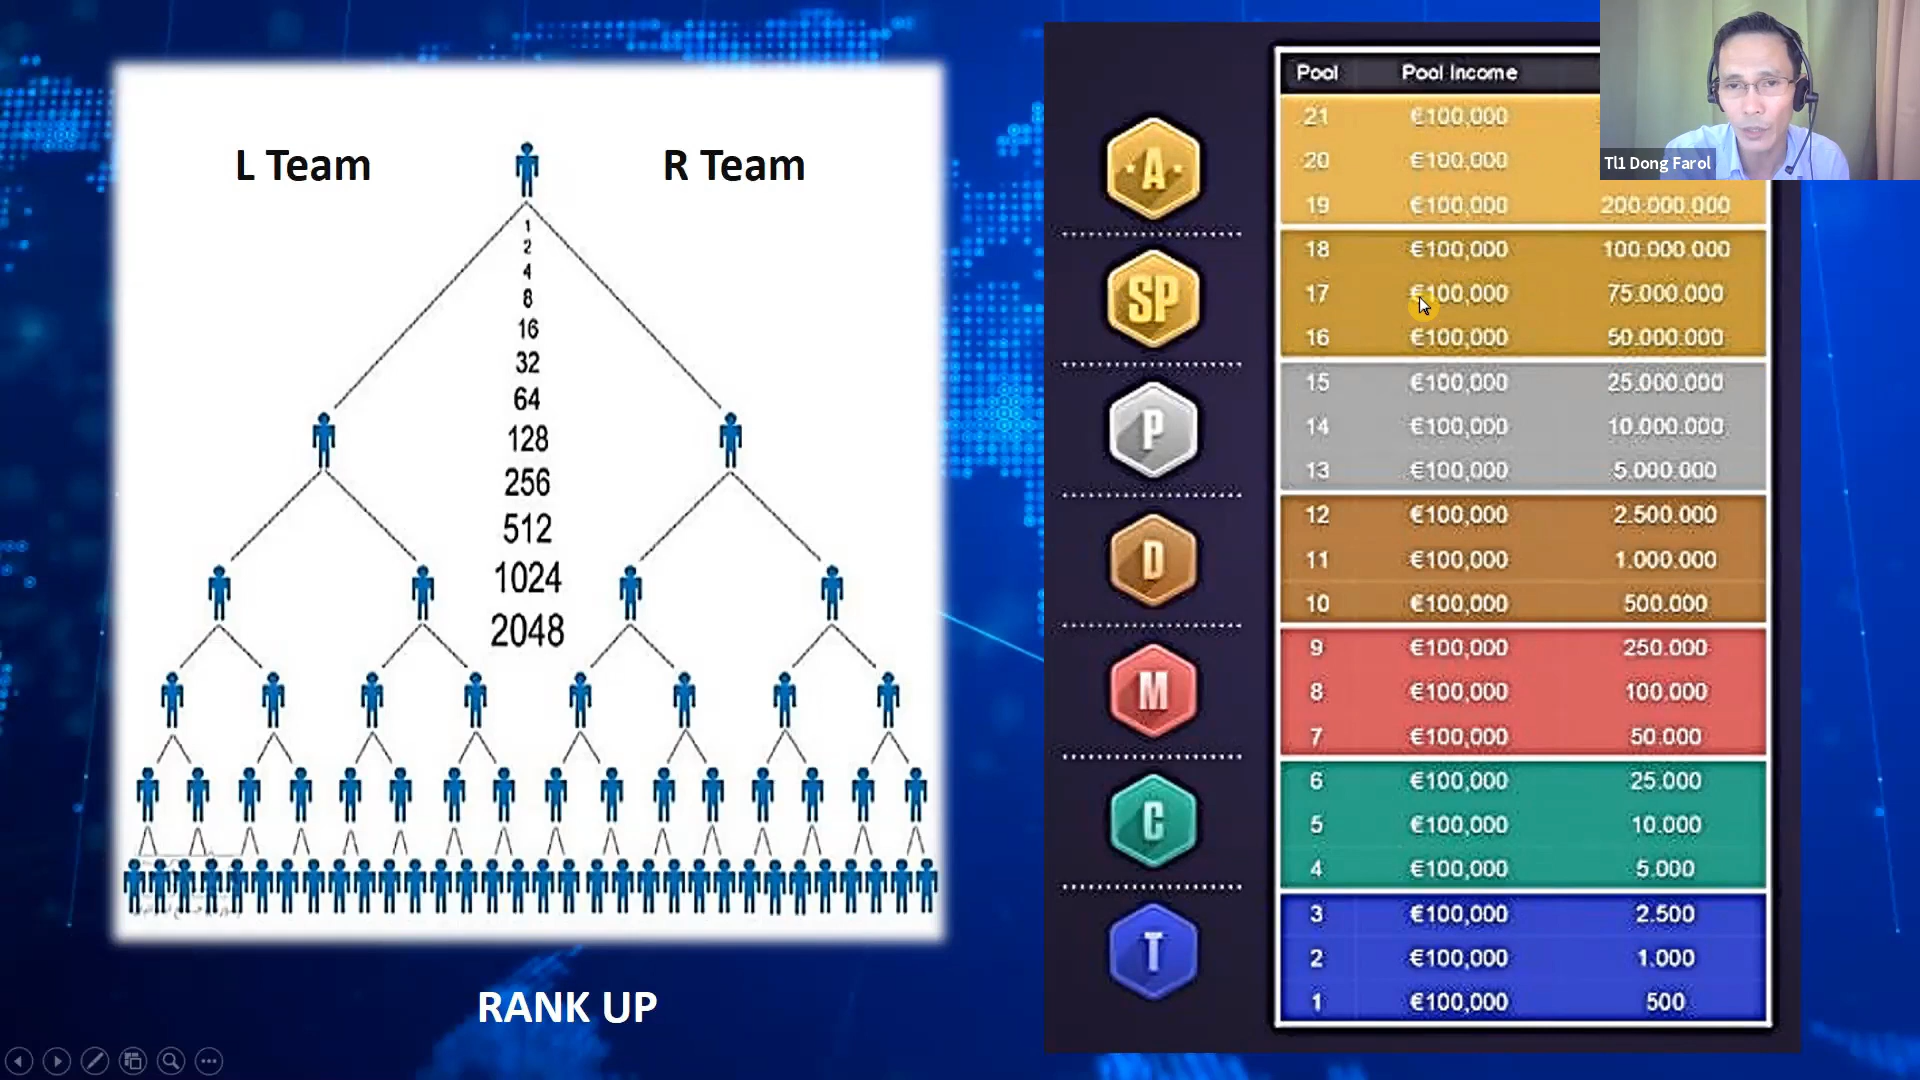 L Team
R Team
1
2
4
8
16
32
64
128
256
512
1024
2048
RANK UP
A
SP
P
D
M
C
T
Pool Pool Income
21 €100,000
20 €100,000
19 €100,000 200.000.000
18 €100,000 100.000.000
17 €100,000 75.000.000
16 €100,000 50.000.000
15 €100,000 25.000.000
14 €100,000 10.000.000
13 €100,000 5.000.000
12 €100,000 2.500.000
11 €100,000 1.000.000
10 €100,000 500.000
9 €100,000 250.000
8 €100,000 100.000
7 €100,000 50.000
6 €100,000 25.000
5 €100,000 10.000
4 €100,000 5.000
3 €100,000 2.500
2 €100,000 1.000
1 €100,000 500
Tl1 Dong Farol